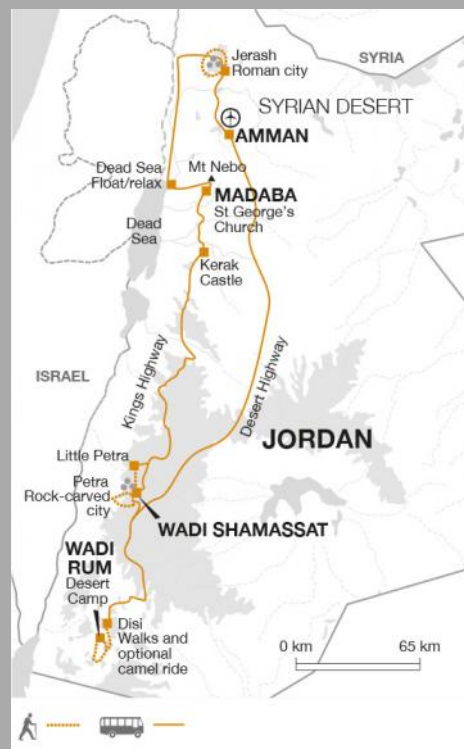 Jerash
Roman city
SYRIA
SYRIAN DESERT
AMMAN
Dead Sea
Float/relax
Mt Nebo
MADABA
St George's
Church
Dead
Sea
Kerak
Castle
ISRAEL
Kings Highway
Desert Highway
JORDAN
Little Petra
Petra
Rock-carved
city
WADI SHAMASSAT
WADI
RUM
Desert
Camp
Disi
Walks and
optional
camel ride
0 km 65 km